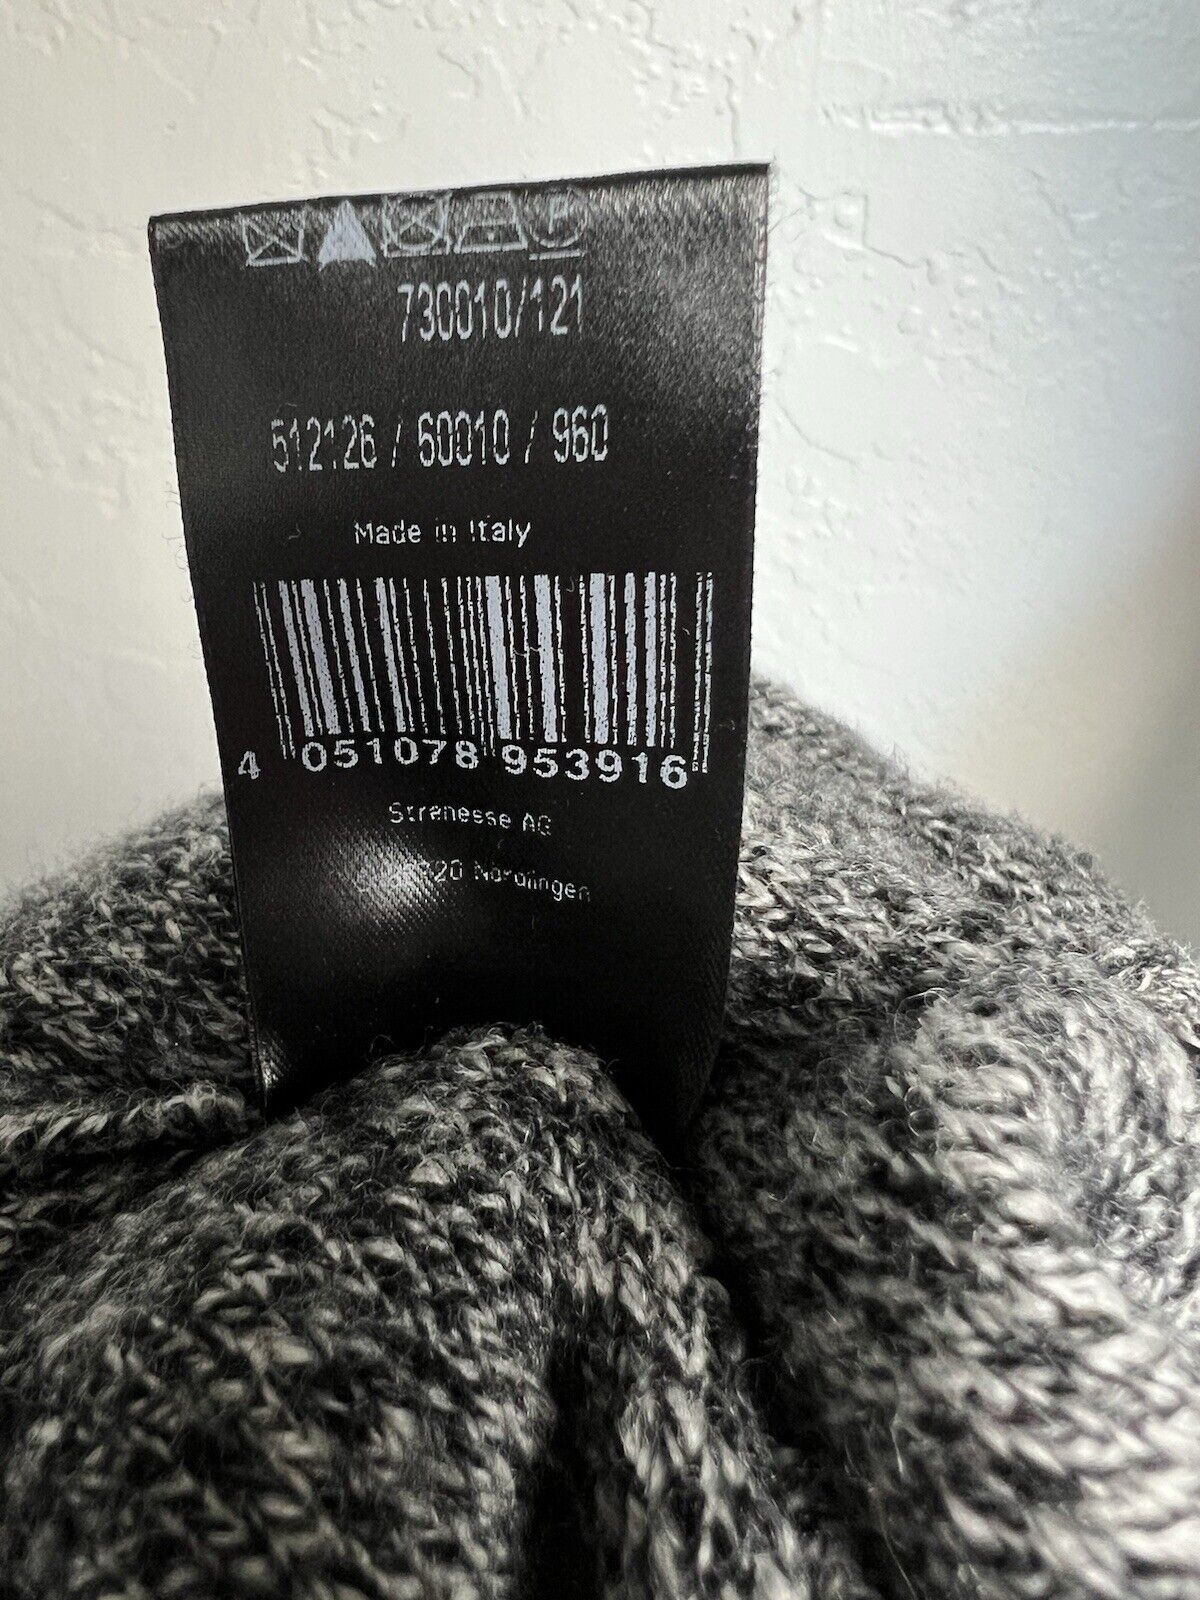 P
730010/121
512126 / 60010 / 960
Made in Italy
4 051078 953916
Strenesse AG
Nördlingen